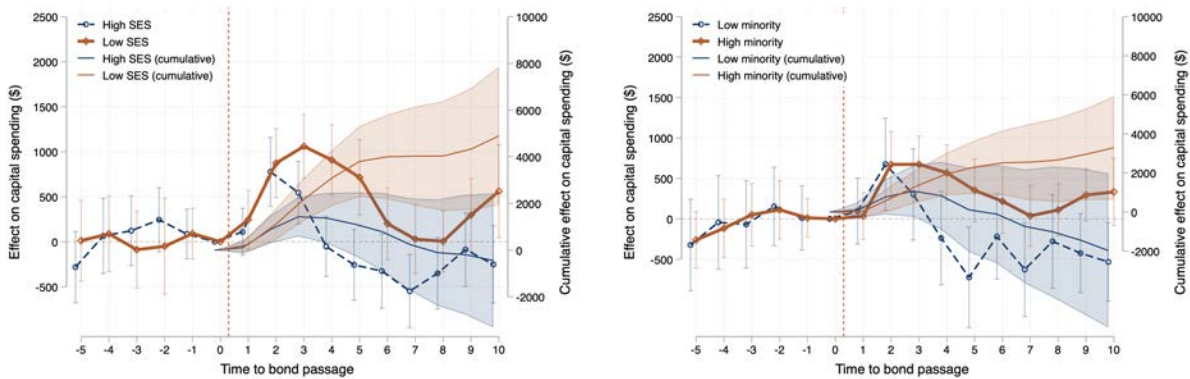 High SES
Low SES
High SES (cumulative)
Low SES (cumulative)
Effect on capital spending ($)
2500
2000
1500
1000
500
0
-500
10000
8000
6000
4000
2000
0
-2000
Cumulative effect on capital spending ($)
-5 -4 -3 -2 -1 0 1 2 3 4 5 6 7 8 9 10
Time to bond passage
Low minority
High minority
Low minority (cumulative)
High minority (cumulative)
Effect on capital spending ($)
2500
2000
1500
1000
500
0
-500
10000
8000
6000
4000
2000
0
-2000
Cumulative effect on capital spending ($)
-5 -4 -3 -2 -1 0 1 2 3 4 5 6 7 8 9 10
Time to bond passage